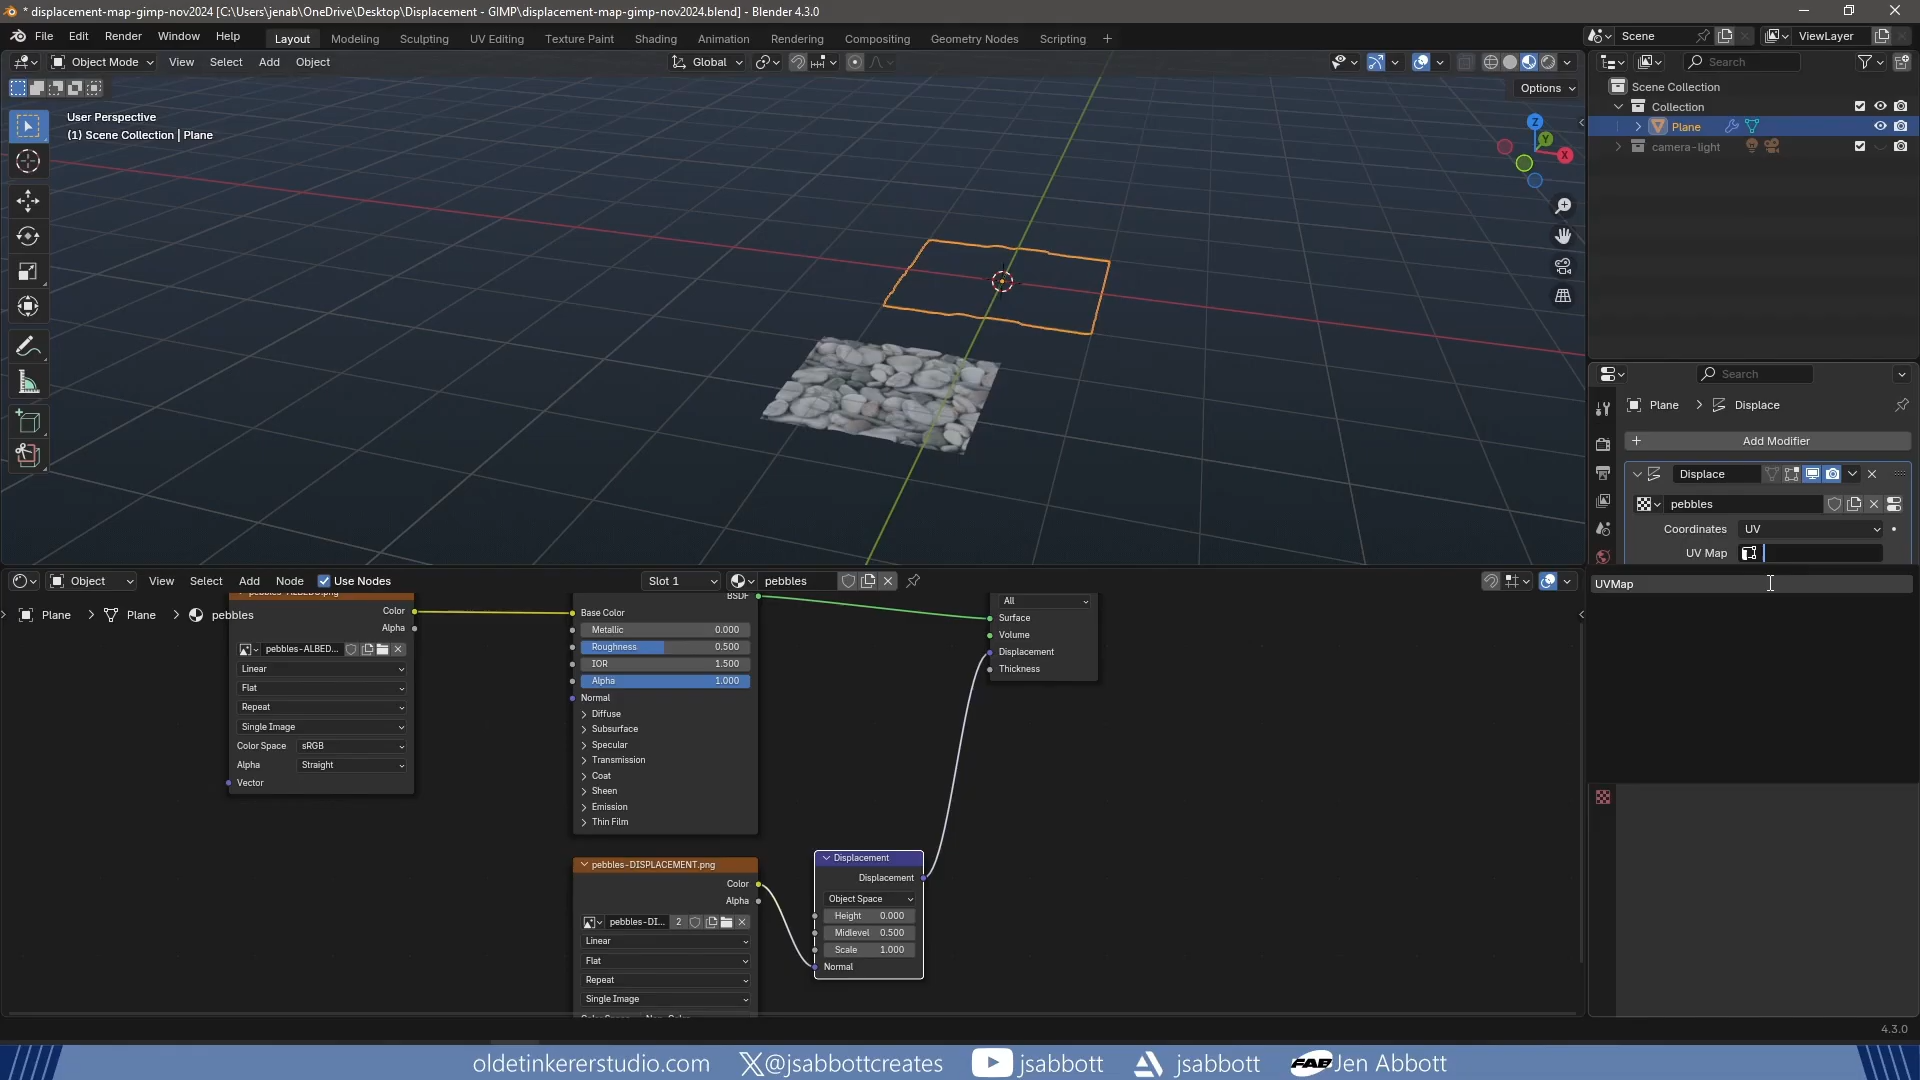 * displacement-map-gimp-nov2024 [C:\Users\jenab\OneDrive\Desktop\Displacement - GIMP\displacement-map-gimp-nov2024.blend] - Blender 4.3.0
File Edit Render Window Help Layout Modeling Sculpting UV Editing Texture Paint Shading Animation Rendering Compositing Geometry Nodes Scripting + Scene ViewLayer
Object Mode View Select Add Object Global Search
Options
User Perspective
(1) Scene Collection | Plane
Z
Y
X
Scene Collection
Collection
Plane
camera-light
Search
Plane > Displace
Add Modifier
Displace
pebbles
Coordinates UV
UV Map
UVMap
Object View Select Add Node Use Nodes Slot 1 pebbles
Plane > Plane > pebbles
Color
Alpha
pebbles-ALBED...
Linear
Flat
Repeat
Single Image
Color Space sRGB
Alpha Straight
Vector
BSDF
Base Color
Metallic 0.000
Roughness 0.500
IOR 1.500
Alpha 1.000
Normal
Diffuse
Subsurface
Specular
Transmission
Coat
Sheen
Emission
Thin Film
All
Surface
Volume
Displacement
Thickness
pebbles-DISPLACEMENT.png
Color
Alpha
pebbles-DI... 2
Linear
Flat
Repeat
Single Image
Displacement
Displacement
Object Space
Height 0.000
Midlevel 0.500
Scale 1.000
Normal
4.3.0
oldetinkererstudio.com @jsabbottcreates jsabbott jsabbott FAB Jen Abbott